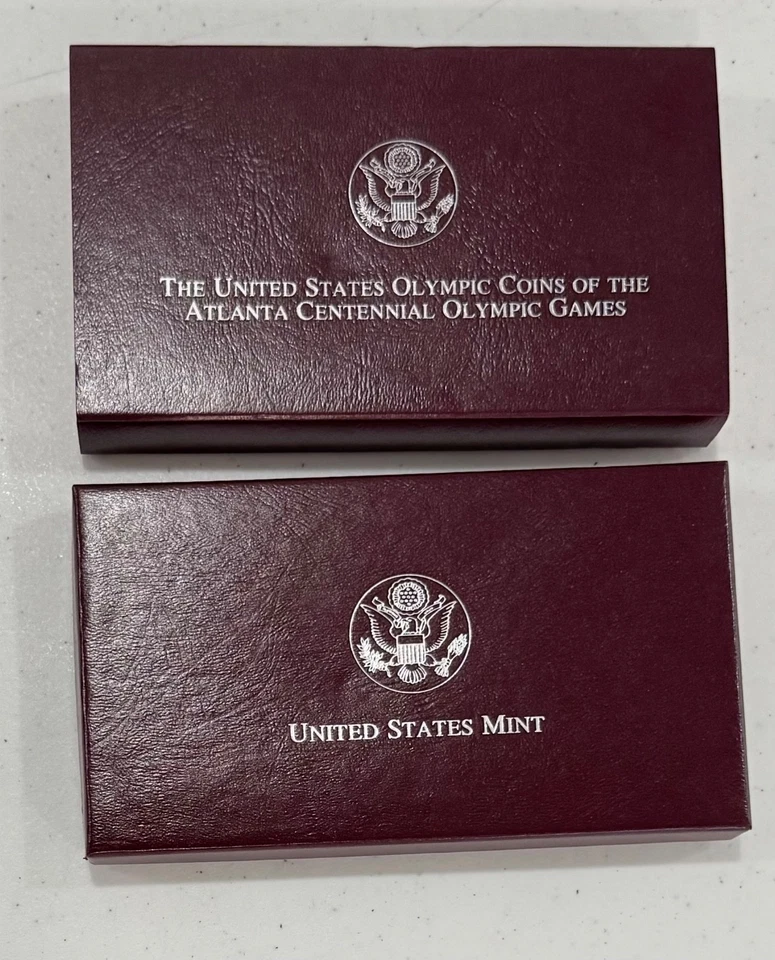 The United States Olympic Coins of the
Atlanta Centennial Olympic Games
United States Mint